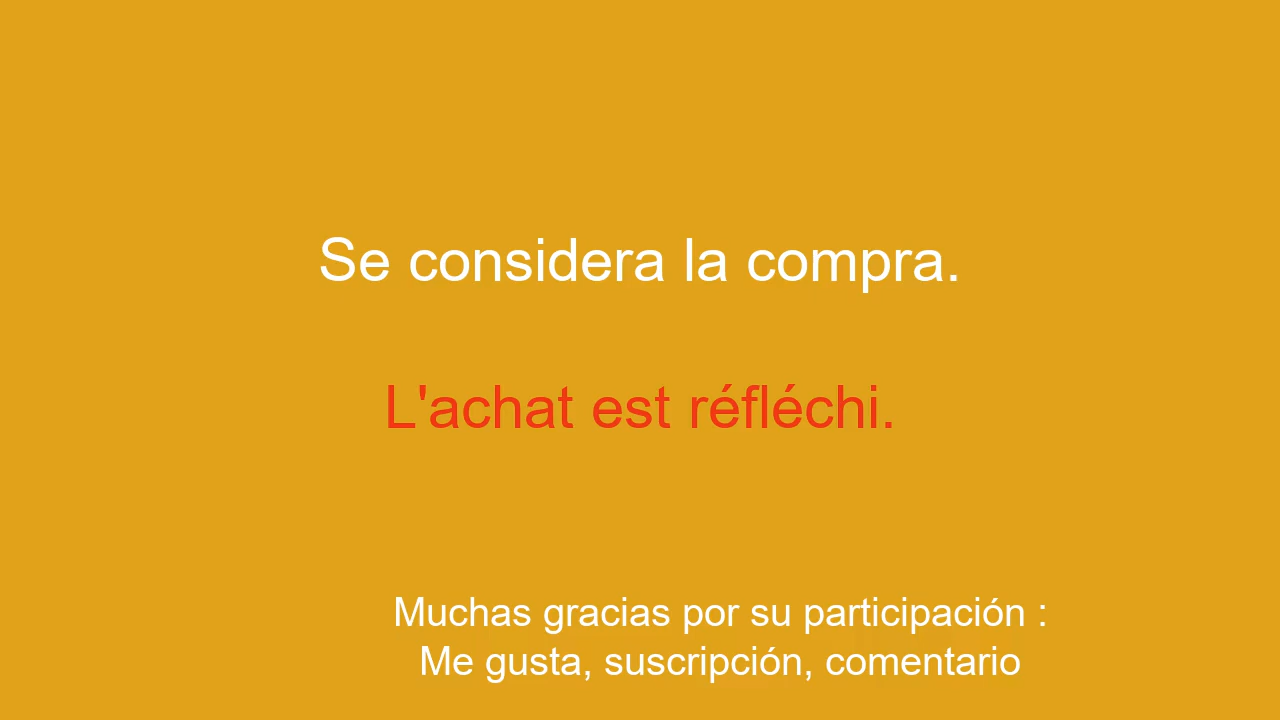 Se considera la compra.
L'achat est réfléchi.
Muchas gracias por su participación :
Me gusta, suscripción, comentario